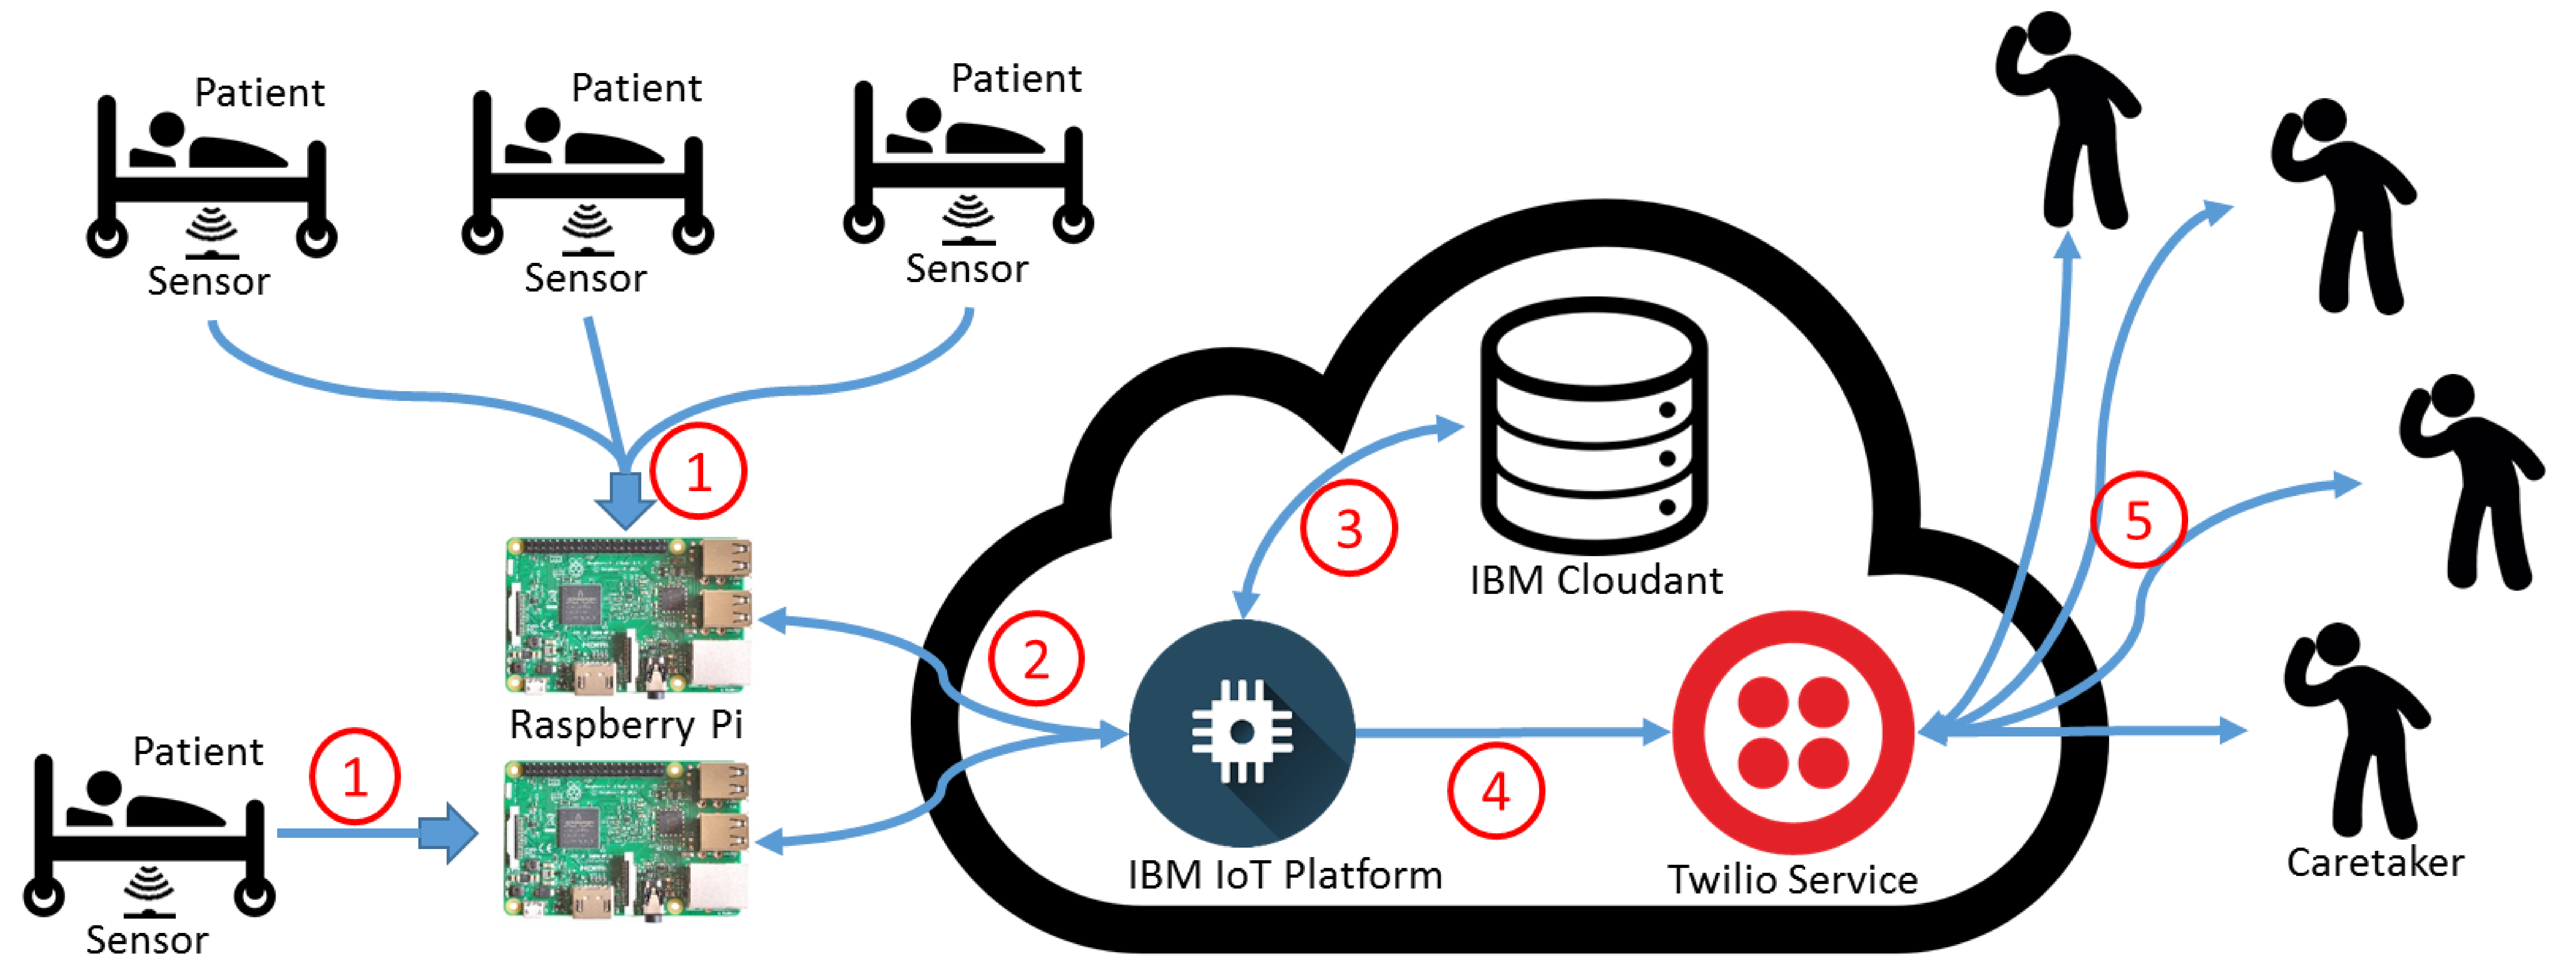 Patient
Patient
Patient
Sensor
Sensor
Sensor
1
2
3
IBM Cloudant
5
Raspberry Pi
Patient
1
4
IBM IoT Platform
Twilio Service
Caretaker
Sensor